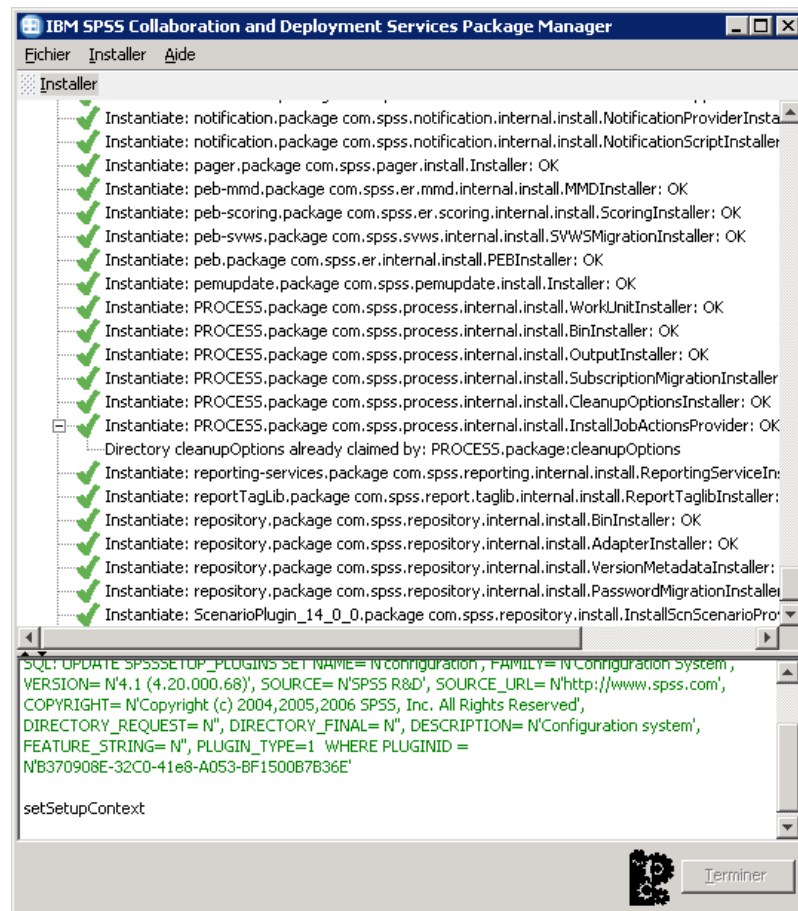 IBM SPSS Collaboration and Deployment Services Package Manager
Fichier Installer Aide
Installer
Instantiate: notification.package com.spss.notification.internal.install.NotificationProviderInsta
Instantiate: notification.package com.spss.notification.internal.install.NotificationScriptInstaller
Instantiate: pager.package com.spss.pager.install.Installer: OK
Instantiate: peb-mmd.package com.spss.er.mmd.internal.install.MMDInstaller: OK
Instantiate: peb-scoring.package com.spss.er.scoring.internal.install.ScoringInstaller: OK
Instantiate: peb-svws.package com.spss.svws.internal.install.SVWSMigrationInstaller: OK
Instantiate: peb.package com.spss.er.internal.install.PEBInstaller: OK
Instantiate: pemupdate.package com.spss.pemupdate.install.Installer: OK
Instantiate: PROCESS.package com.spss.process.internal.install.WorkUnitInstaller: OK
Instantiate: PROCESS.package com.spss.process.internal.install.BinInstaller: OK
Instantiate: PROCESS.package com.spss.process.internal.install.OutputInstaller: OK
Instantiate: PROCESS.package com.spss.process.internal.install.SubscriptionMigrationInstaller
Instantiate: PROCESS.package com.spss.process.internal.install.CleanupOptionsInstaller: OK
Instantiate: PROCESS.package com.spss.process.internal.install.InstallJobActionsProvider: OK
Directory cleanupOptions already claimed by: PROCESS.package:cleanupOptions
Instantiate: reporting-services.package com.spss.reporting.internal.install.ReportingServiceIn
Instantiate: reportTagLib.package com.spss.report.taglib.internal.install.ReportTaglibInstaller:
Instantiate: repository.package com.spss.repository.internal.install.BinInstaller: OK
Instantiate: repository.package com.spss.repository.internal.install.AdapterInstaller: OK
Instantiate: repository.package com.spss.repository.internal.install.VersionMetadataInstaller:
Instantiate: repository.package com.spss.repository.internal.install.PasswordMigrationInstaller
Instantiate: ScenarioPlugin_14_0_0.package com.spss.repository.install.InstallScnScenarioPro
SQL: UPDATE SPSSSETUP_PLUGINS SET NAME= N'configuration', FAMILY= N'Configuration System',
VERSION= N'4.1 (4.20.000.68)', SOURCE= N'SPSS R&D', SOURCE_URL= N'http://www.spss.com',
COPYRIGHT= N'Copyright (c) 2004,2005,2006 SPSS, Inc. All Rights Reserved',
DIRECTORY_REQUEST= N'', DIRECTORY_FINAL= N'', DESCRIPTION= N'Configuration system',
FEATURE_STRING= N'', PLUGIN_TYPE=1 WHERE PLUGINID =
N'B370908E-32C0-41e8-A053-BF1500B7B36E'
setSetupContext
Terminer